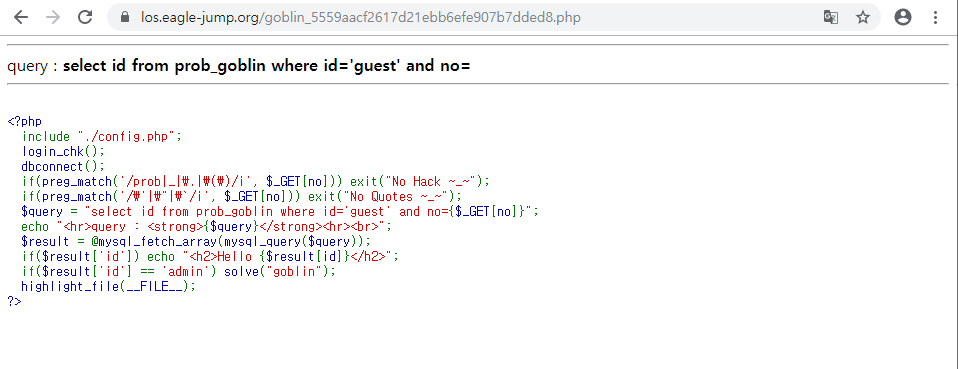 los.eagle-jump.org/goblin_5559aacf2617d21ebb6efe907b7dded8.php
query : select id from prob_goblin where id='guest' and no=
<?php
include "./config.php";
login_chk();
dbconnect();
if(preg_match('/prob|_|₩.|₩(₩)/i', $_GET[no])) exit("No Hack ~_~");
if(preg_match('/₩'|₩"|₩`/i', $_GET[no])) exit("No Quotes ~_~");
$query = "select id from prob_goblin where id='guest' and no={$_GET[no]}";
echo "<hr>query : <strong>{$query}</strong><hr><br>";
$result = @mysql_fetch_array(mysql_query($query));
if($result['id']) echo "<h2>Hello {$result[id]}</h2>";
if($result['id'] == 'admin') solve("goblin");
highlight_file(__FILE__);
?>